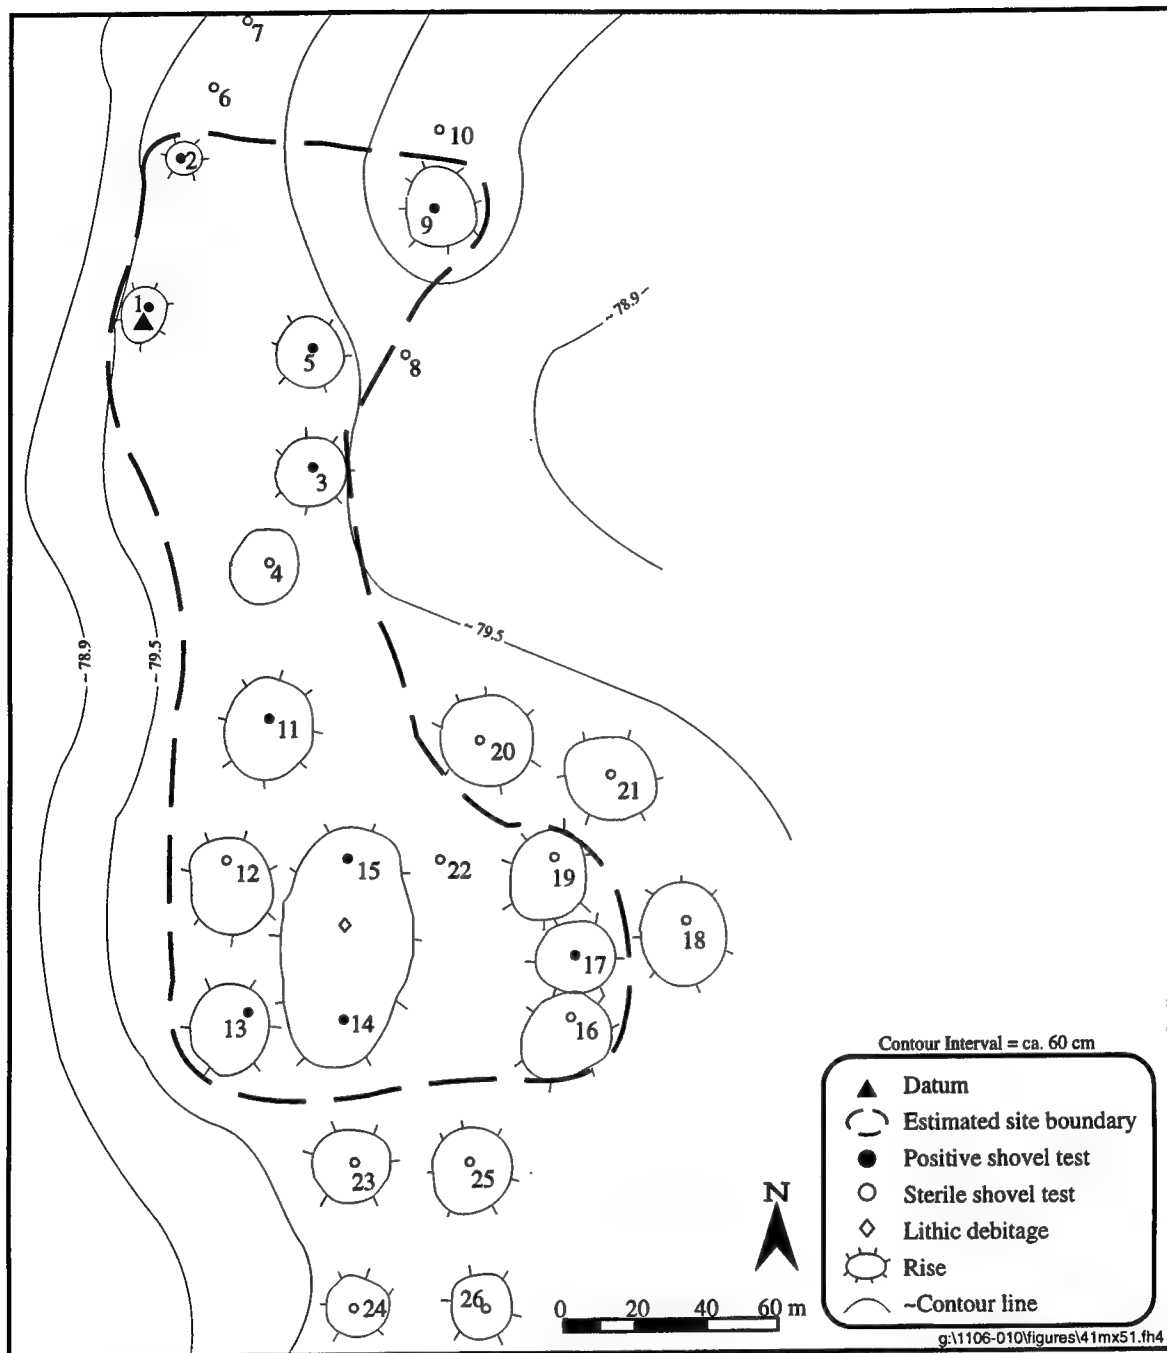 7
6
10
2
9
1
~ 78.9
5
8
3
4
~ 78.9
~ 79.5
~ 79.5
11
20
21
12
15
22
19
18
17
13
14
16
Contour Interval = ca. 60 cm
Datum
Estimated site boundary
Positive shovel test
Sterile shovel test
Lithic debitage
Rise
~Contour line
23
25
N
24
26
0 20 40 60 m
g:\1106-010\figures\41mx51.fh4